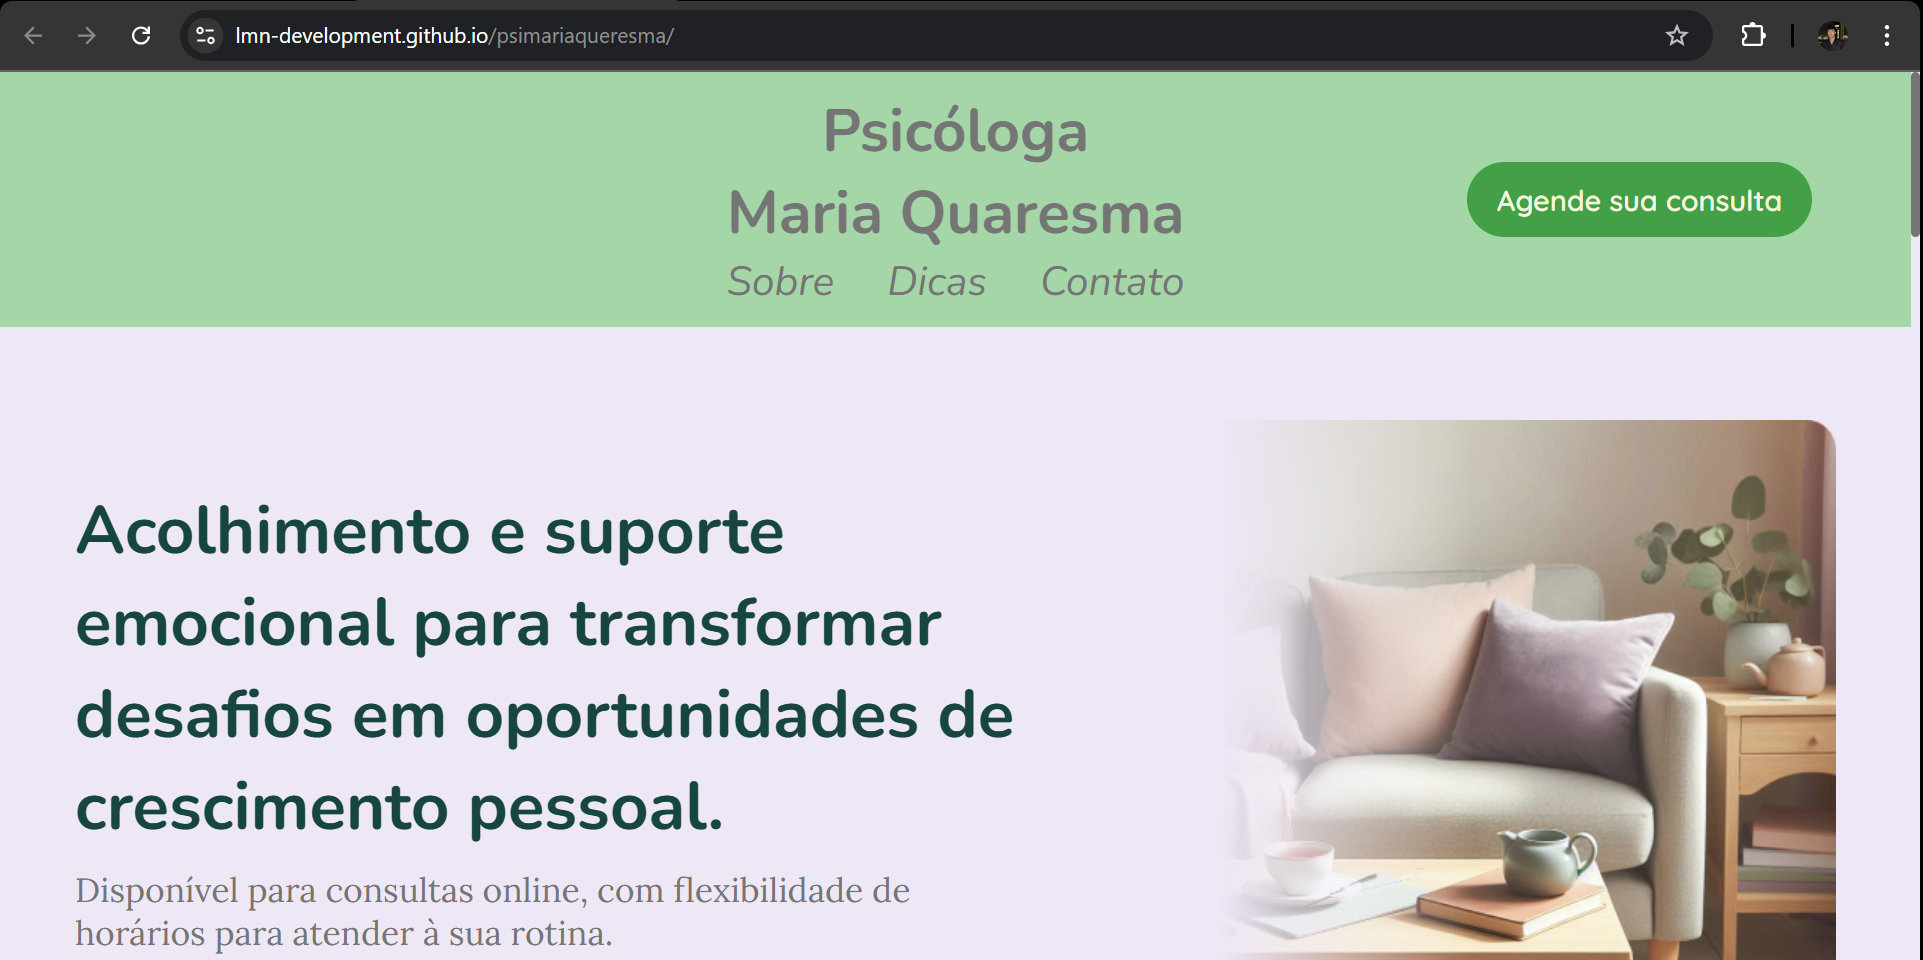 lmn-development.github.io/psimariaqueresma/
Psicóloga
Maria Quaresma
Sobre Dicas Contato
Agende sua consulta
Acolhimento e suporte
emocional para transformar
desafios em oportunidades de
crescimento pessoal.
Disponível para consultas online, com flexibilidade de
horários para atender à sua rotina.